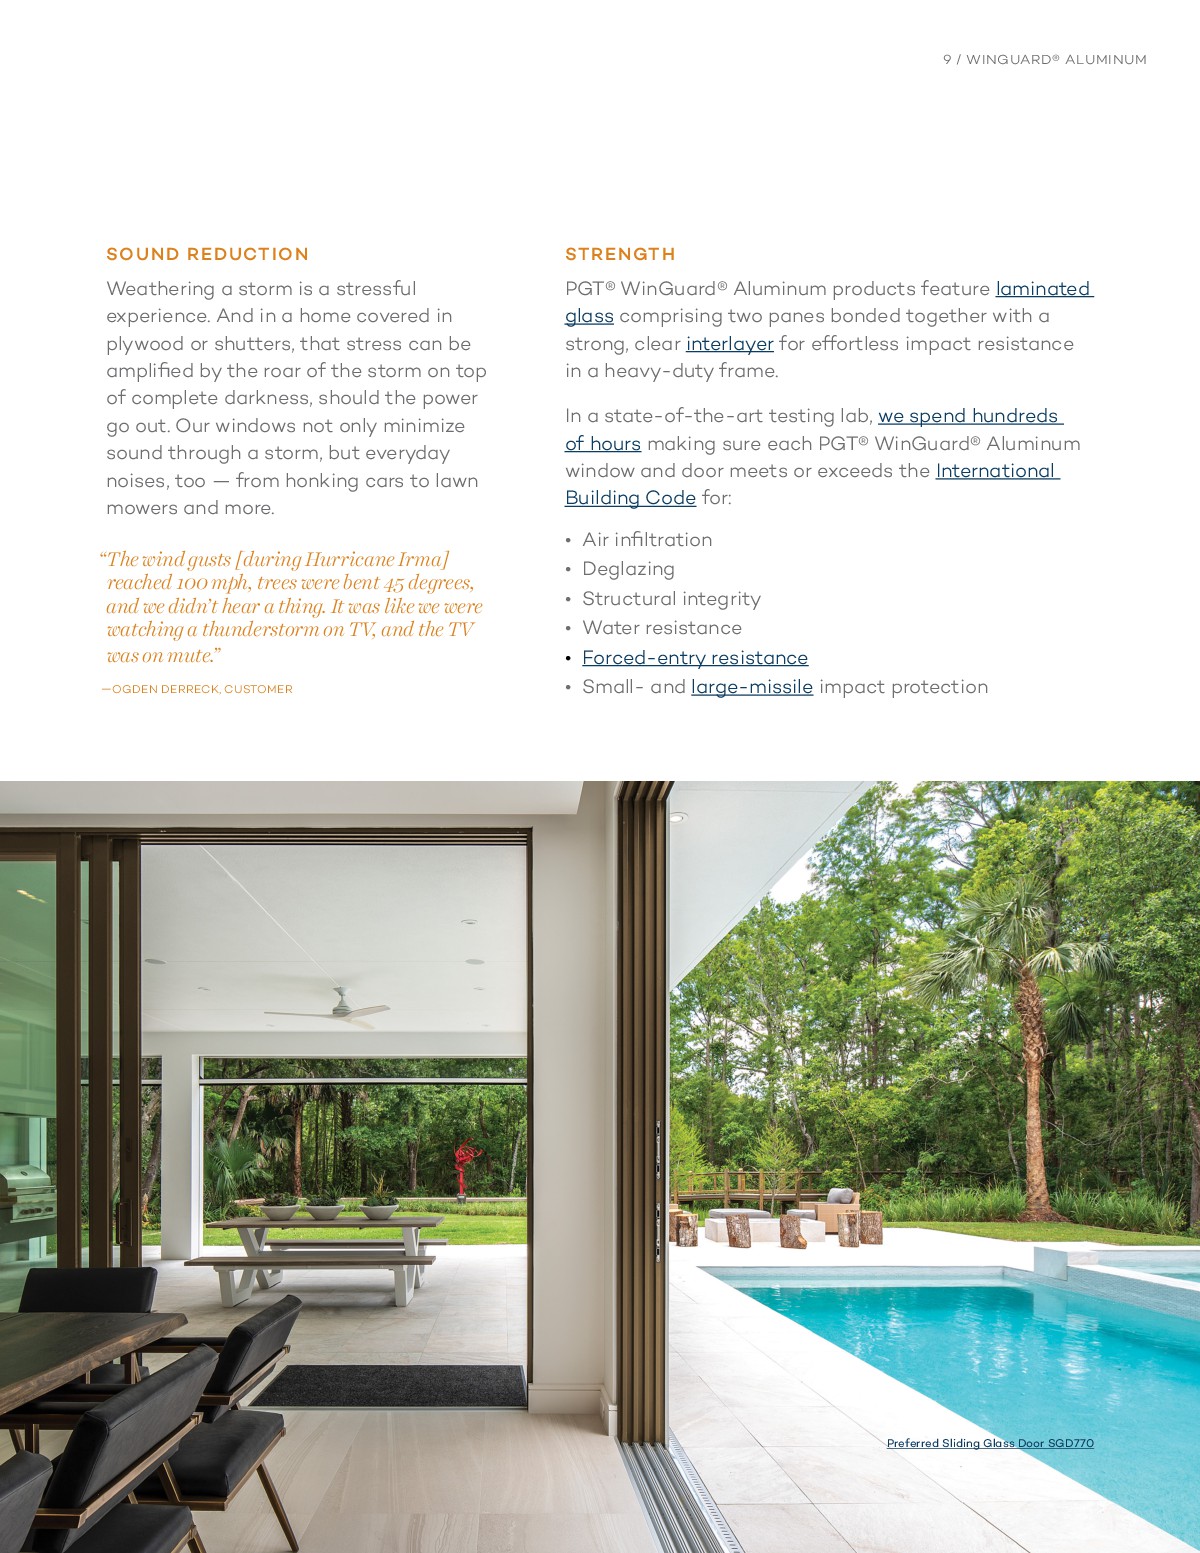 9 / WINGUARD® ALUMINUM
SOUND REDUCTION
Weathering a storm is a stressful
experience. And in a home covered in
plywood or shutters, that stress can be
amplified by the roar of the storm on top
of complete darkness, should the power
go out. Our windows not only minimize
sound through a storm, but everyday
noises, too — from honking cars to lawn
mowers and more.
“The wind gusts [during Hurricane Irma]
reached 100 mph, trees were bent 45 degrees,
and we didn’t hear a thing. It was like we were
watching a thunderstorm on TV, and the TV
was on mute.”
—OGDEN DERRECK, CUSTOMER
STRENGTH
PGT® WinGuard® Aluminum products feature laminated
glass comprising two panes bonded together with a
strong, clear interlayer for effortless impact resistance
in a heavy-duty frame.
In a state-of-the-art testing lab, we spend hundreds
of hours making sure each PGT® WinGuard® Aluminum
window and door meets or exceeds the International
Building Code for:
• Air infiltration
• Deglazing
• Structural integrity
• Water resistance
• Forced-entry resistance
• Small- and large-missile impact protection
Preferred Sliding Glass Door SGD770